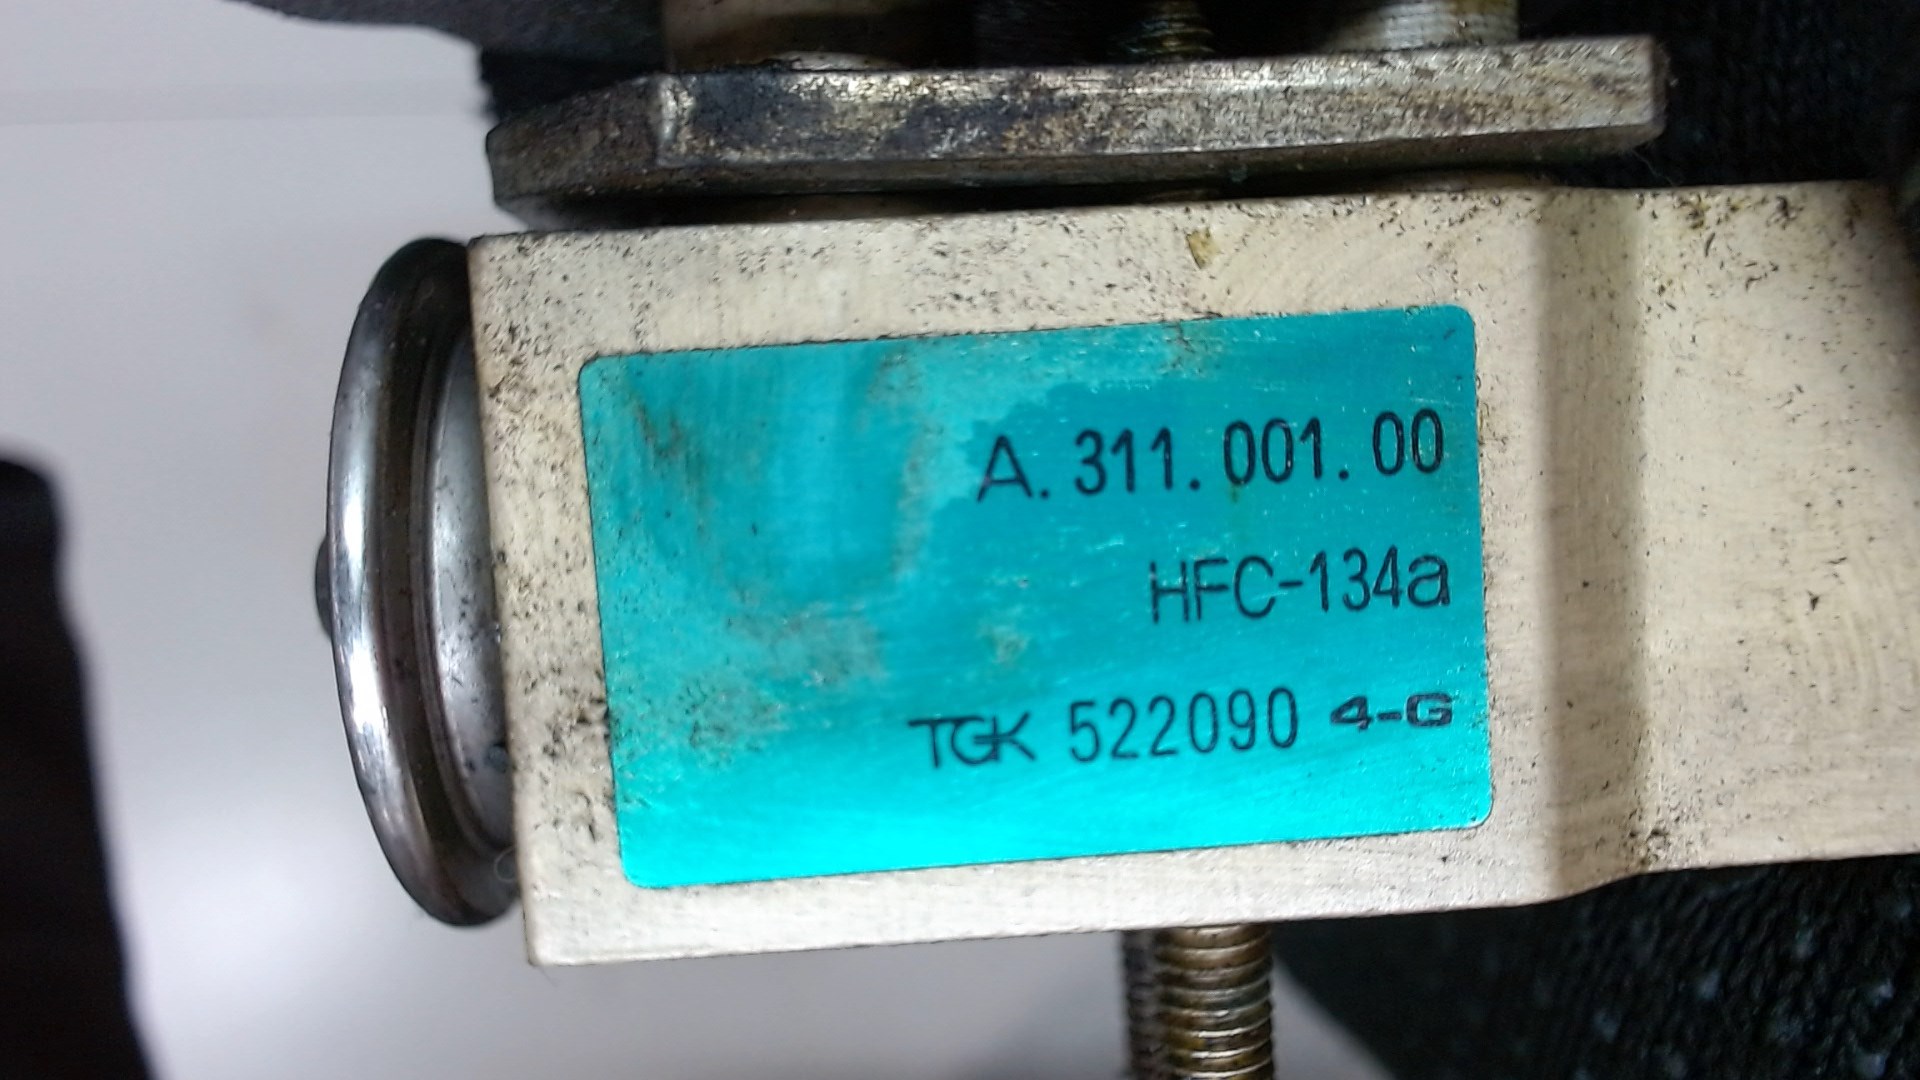 A. 311. 001. 00
HFC-134a
TGK 522090 4-G